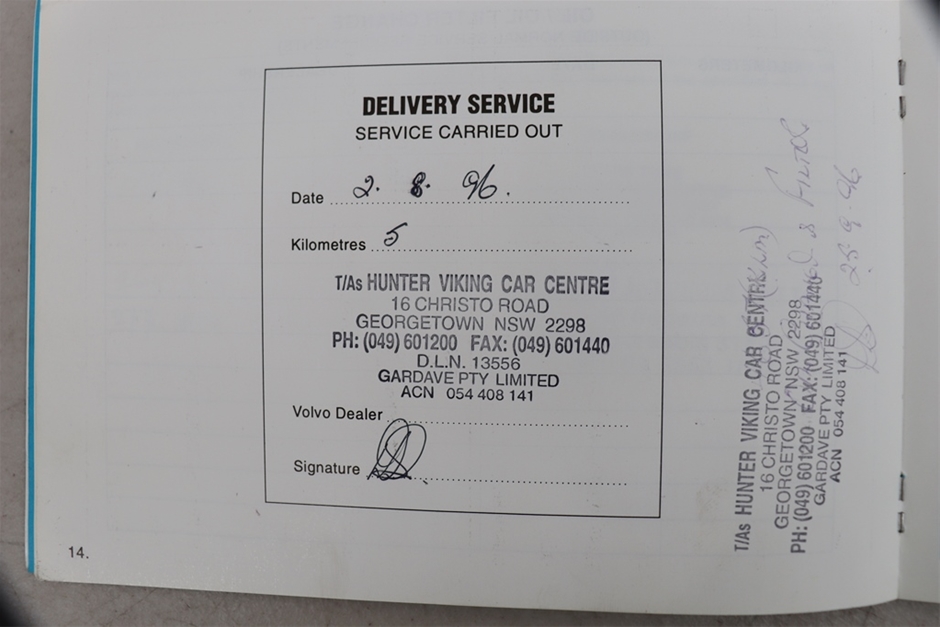 DELIVERY SERVICE
SERVICE CARRIED OUT
Date 2. 8. 96.
Kilometres 5
T/As HUNTER VIKING CAR CENTRE
16 CHRISTO ROAD
GEORGETOWN NSW 2298
PH: (049) 601200 FAX: (049) 601440
D.L.N. 13556
GARDAVE PTY LIMITED
ACN 054 408 141
Volvo Dealer
Signature
14.
T/As HUNTER VIKING CAR CENTRE
16 CHRISTO ROAD
GEORGETOWN NSW 2298
PH: (049) 601200 FAX: (049) 601440
GARDAVE PTY LIMITED
ACN 054 408 141
& FILTER
25.9.96